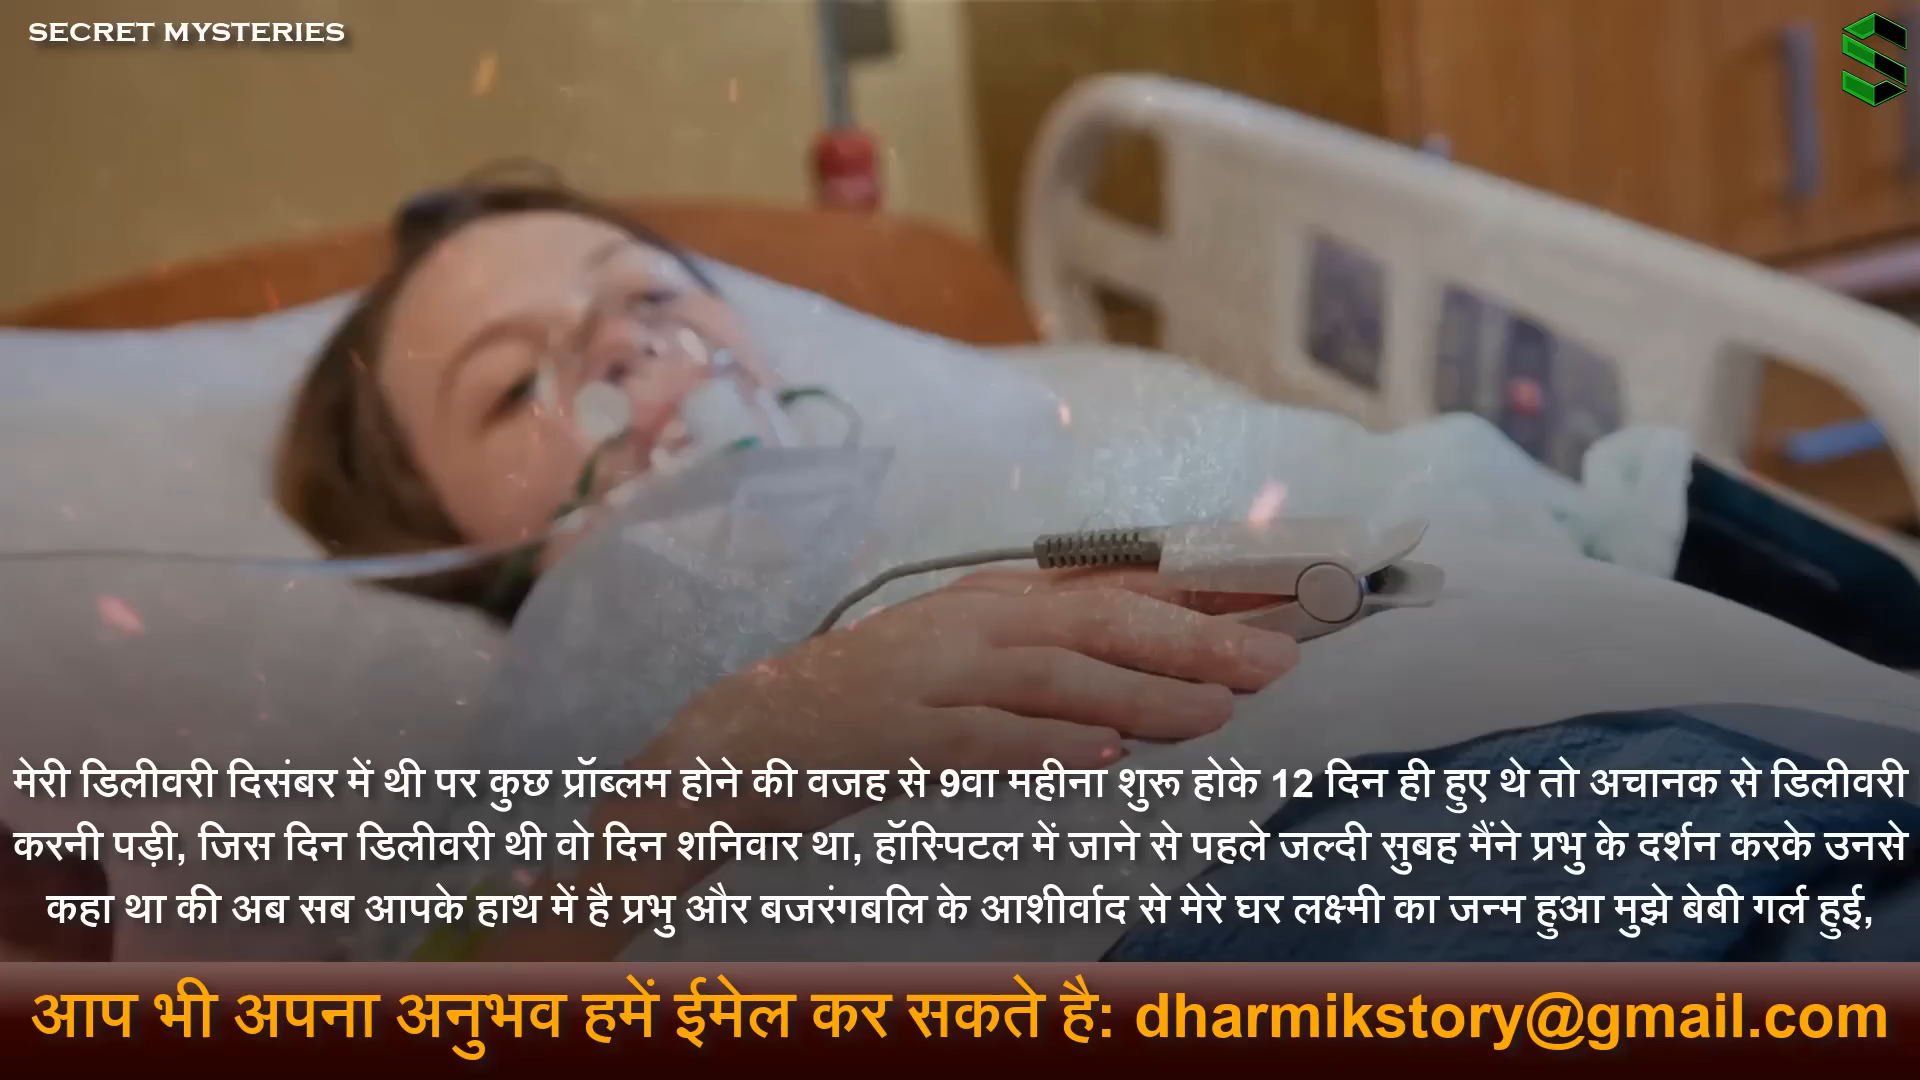 SECRET MYSTERIES
मेरी डिलीवरी दिसंबर में थी पर कुछ प्रॉब्लम होने की वजह से 9वा महीना शुरू होके 12 दिन ही हुए थे तो अचानक से डिलीवरी
करनी पड़ी, जिस दिन डिलीवरी थी वो दिन शनिवार था, हॉस्पिटल में जाने से पहले जल्दी सुबह मैंने प्रभु के दर्शन करके उनसे
कहा था की अब सब आपके हाथ में है प्रभु और बजरंगबलि के आशीर्वाद से मेरे घर लक्ष्मी का जन्म हुआ मुझे बेबी गर्ल हुई,
आप भी अपना अनुभव हमें ईमेल कर सकते है: dharmikstory@gmail.com